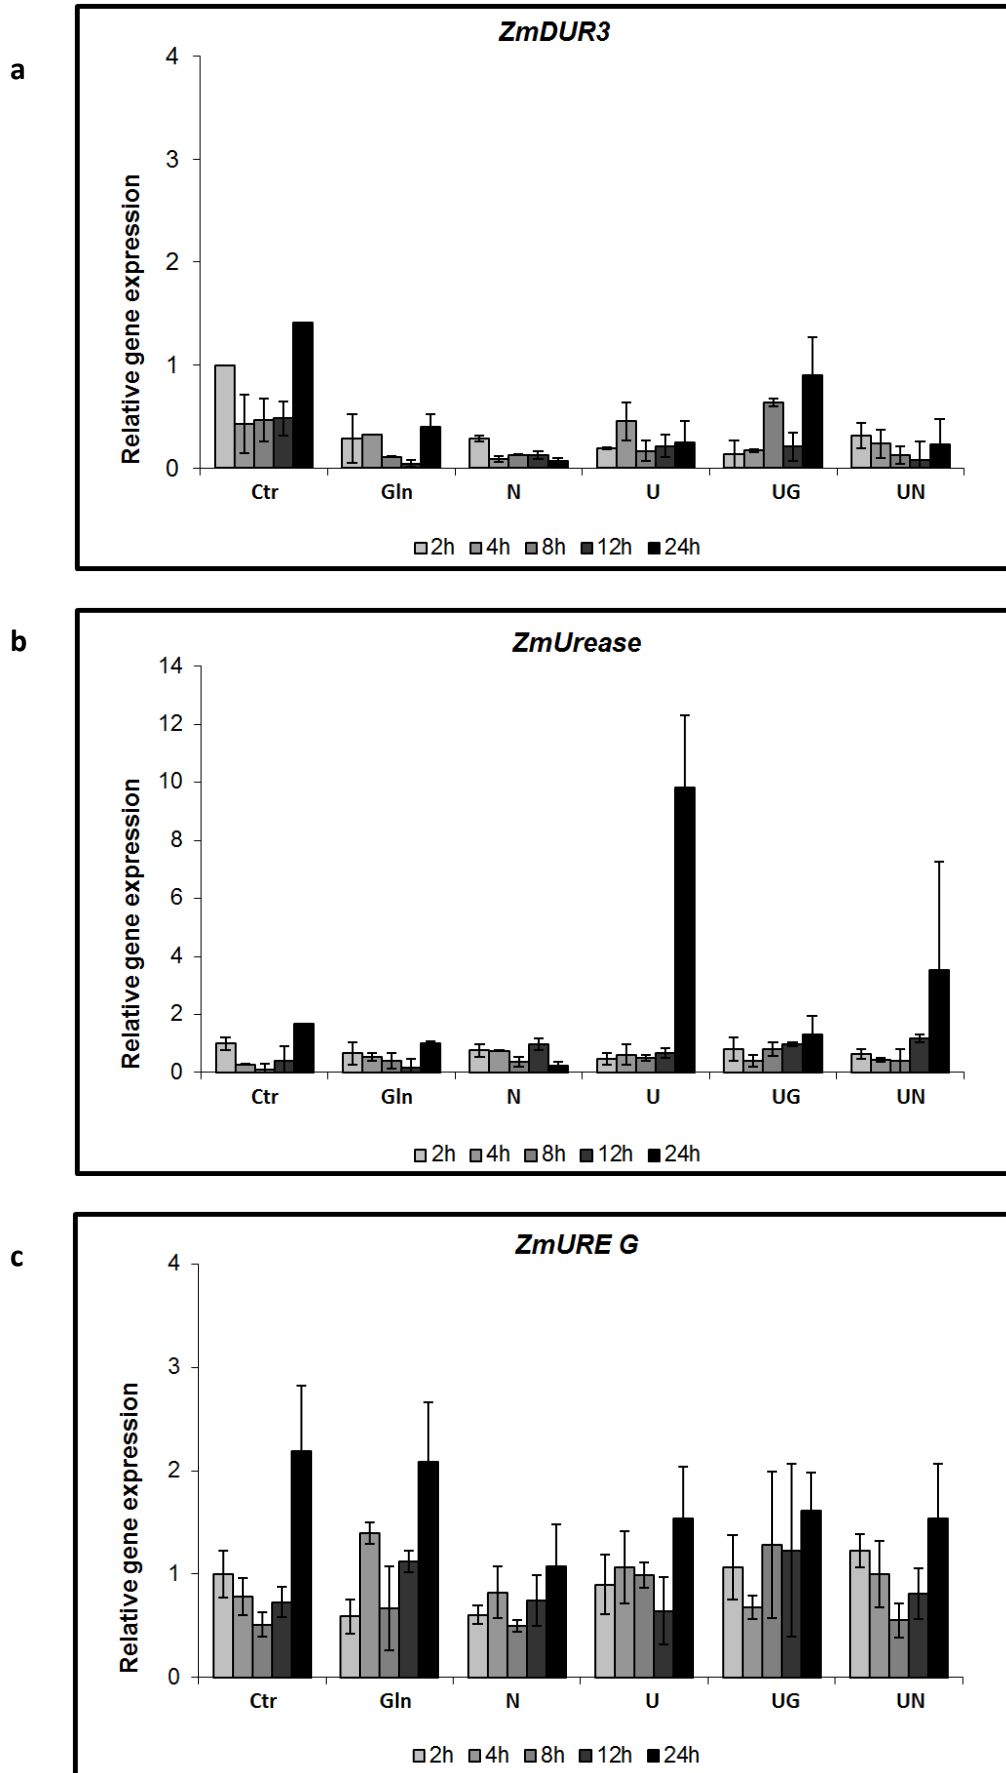 a
ZmDUR3
Relative gene expression
4
3
2
1
0
Ctr Gln N U UG UN
2h 4h 8h 12h 24h
b
ZmUrease
Relative gene expression
14
12
10
8
6
4
2
0
Ctr Gln N U UG UN
2h 4h 8h 12h 24h
c
ZmURE G
Relative gene expression
4
3
2
1
0
Ctr Gln N U UG UN
2h 4h 8h 12h 24h